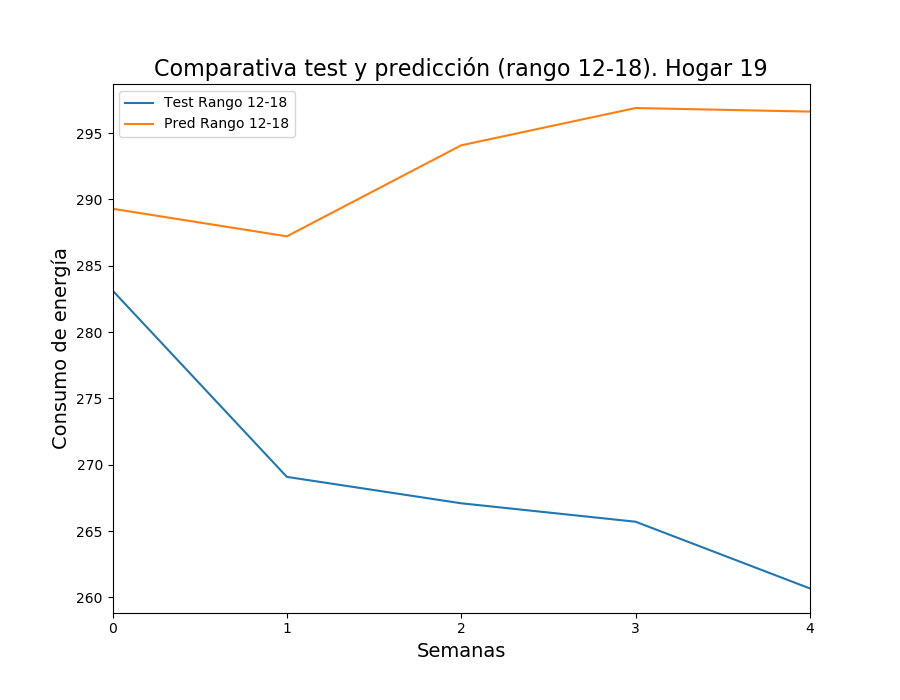 Comparativa test y predicción (rango 12-18). Hogar 19
Test Rango 12-18
Pred Rango 12-18
295
290
285
280
275
270
265
260
Consumo de energía
0 1 2 3 4
Semanas